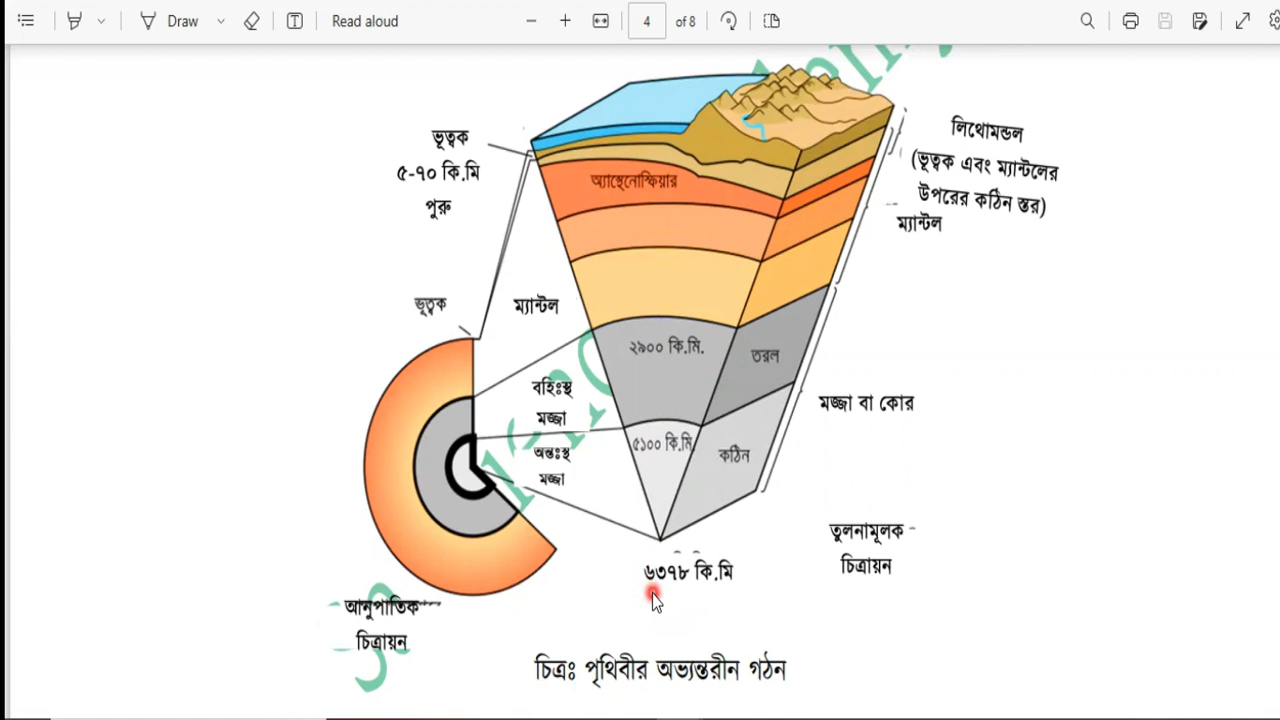 Draw
Read aloud
4
of 8
ভূত্বক
৫-৭০ কি.মি
পুরু
লিথোমন্ডল
(ভূত্বক এবং ম্যান্টলের
উপরের কঠিন স্তর)
ম্যান্টল
অ্যাস্থেনোস্ফিয়ার
ভূত্বক
ম্যান্টল
২৯০০ কি.মি.
তরল
বহিঃস্থ
মজ্জা
মজ্জা বা কোর
৫১০০ কি.মি.
কঠিন
অন্তঃস্থ
মজ্জা
তুলনামূলক
চিত্রায়ন
৬৩৭৮ কি.মি
আনুপাতিক
চিত্রায়ন
চিত্রঃ পৃথিবীর অভ্যন্তরীন গঠন